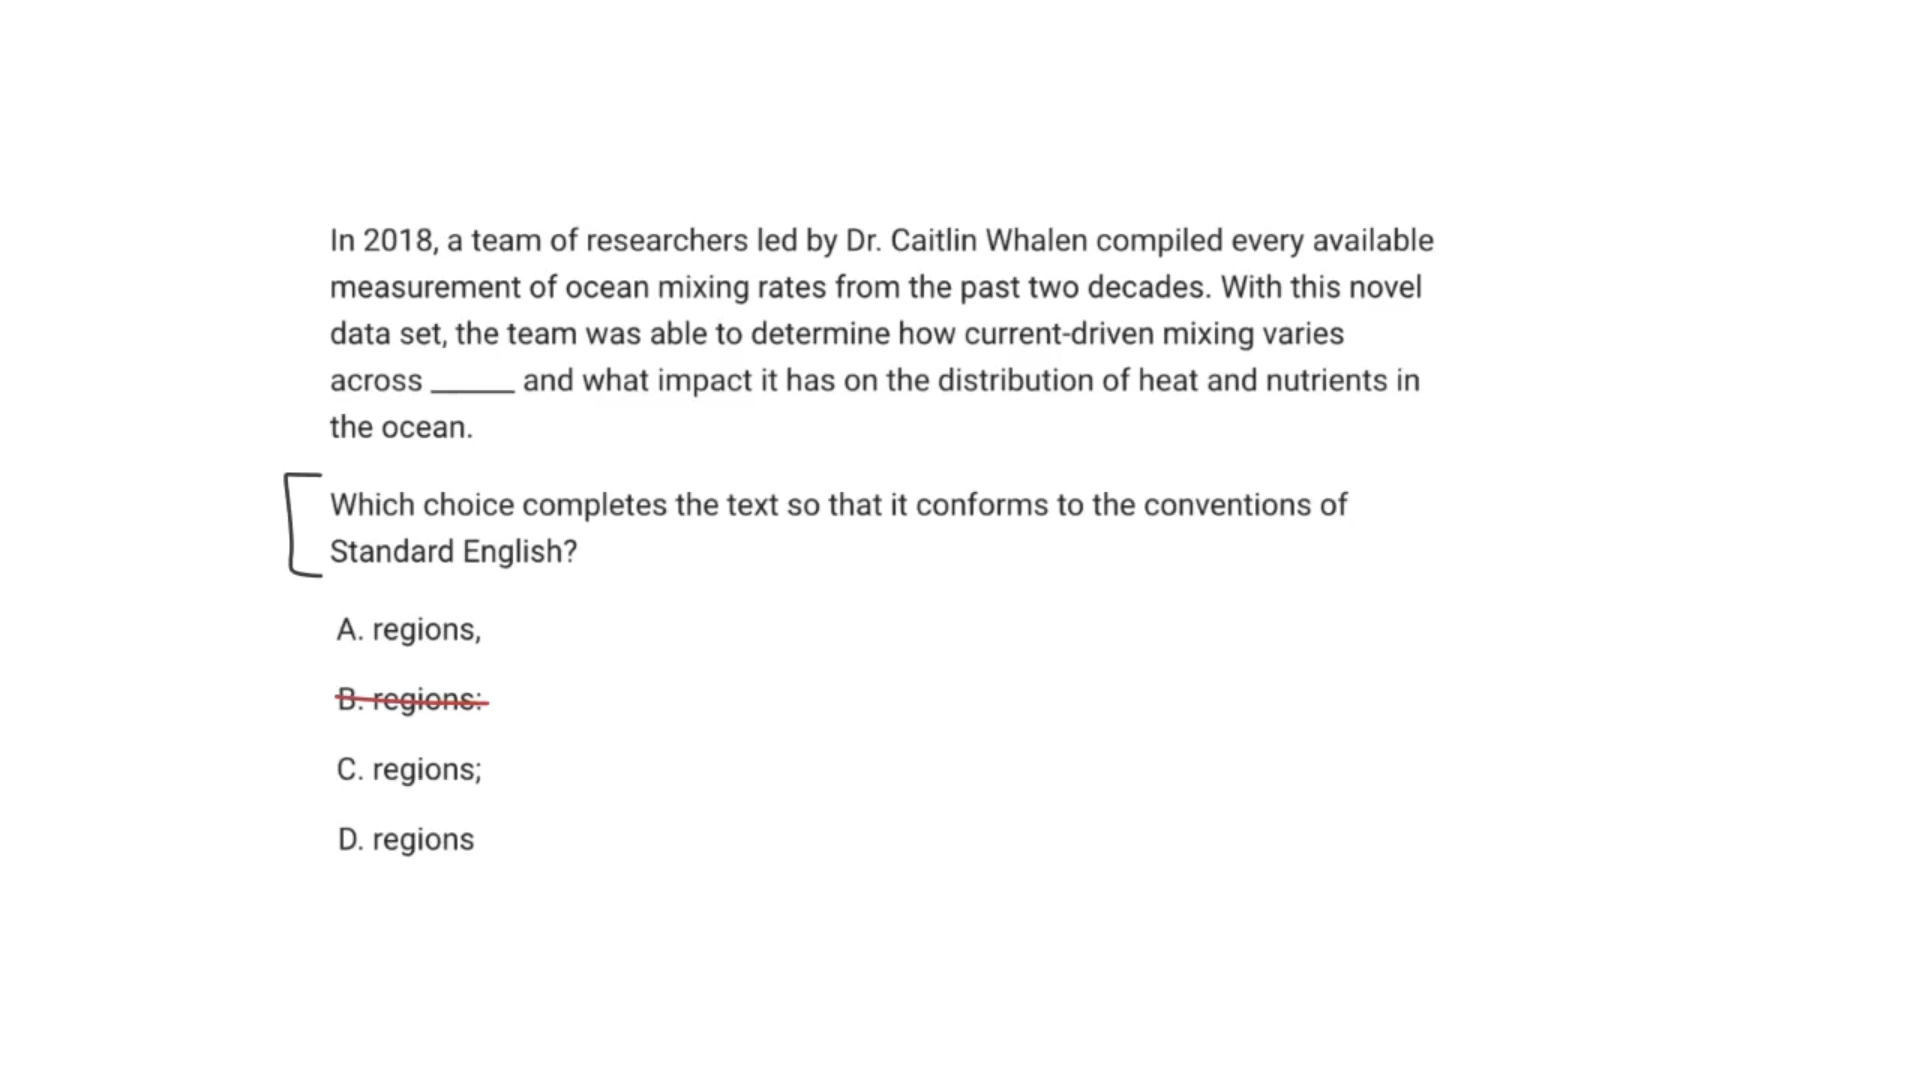 In 2018, a team of researchers led by Dr. Caitlin Whalen compiled every available
measurement of ocean mixing rates from the past two decades. With this novel
data set, the team was able to determine how current-driven mixing varies
across ______ and what impact it has on the distribution of heat and nutrients in
the ocean.
Which choice completes the text so that it conforms to the conventions of
Standard English?
A. regions,
B. regions:
C. regions;
D. regions